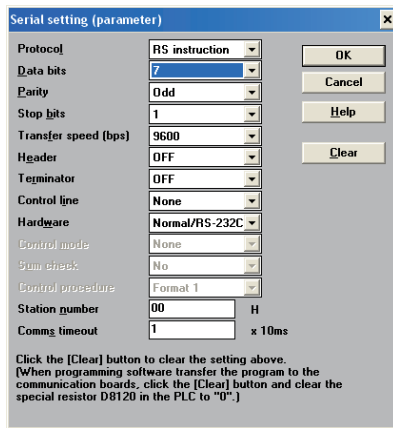 Serial setting (parameter)
Protocol RS instruction OK
Data bits 7
Cancel
Parity Odd
Stop bits 1 Help
Transfer speed (bps) 9600
Header OFF Clear
Terminator OFF
Control line None
Hardware Normal/RS-232C
Control mode None
Sum check No
Control procedure Format 1
Station number 00 H
Comms timeout 1 x 10ms
Click the [Clear] button to clear the setting above.
(When programming software transfer the program to the
communication boards, click the [Clear] button and clear the
special resistor D8120 in the PLC to "0".)